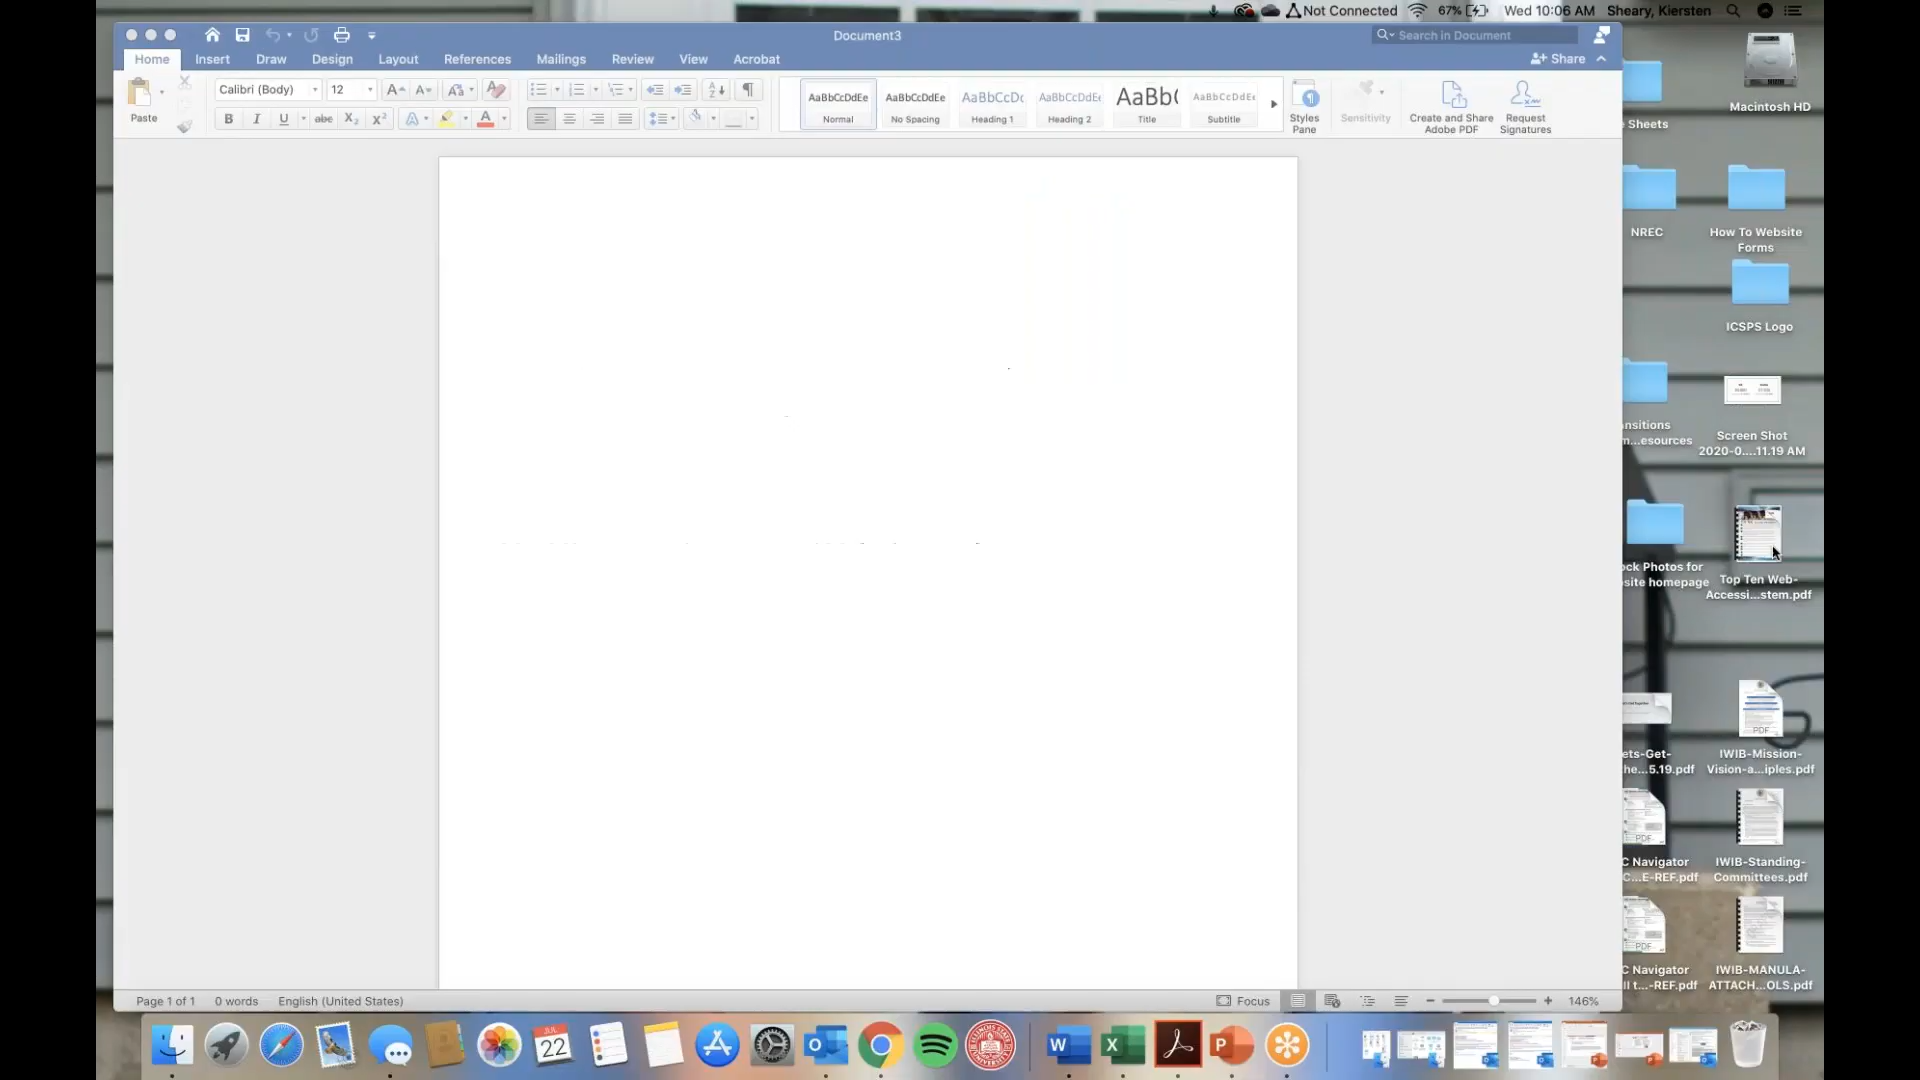 Not Connected 67% Wed 10:06 AM Sheary, Kiersten
Document3
Search in Document
Home Insert Draw Design Layout References Mailings Review View Acrobat
Share
Paste
Calibri (Body) 12
AaBbCcDdEe AaBbCcDdEe AaBbCcDc AaBbCcDdEe AaBb( AaBbCcDdEe
Normal No Spacing Heading 1 Heading 2 Title Subtitle
Styles Pane
Sensitivity
Create and Share Adobe PDF
Request Signatures
Macintosh HD
Sheets
NREC
How To Website Forms
ICSPS Logo
nsitions
m...esources
Screen Shot
2020-0....11.19 AM
ck Photos for
site homepage
Top Ten Web-
Accessi...stem.pdf
ets-Get-
he...5.19.pdf
PDF
IWIB-Mission-
Vision-a...iples.pdf
PDF
C Navigator
C...E-REF.pdf
IWIB-Standing-
Committees.pdf
PDF
C Navigator
ll t...-REF.pdf
IWIB-MANULA-
ATTACH...OLS.pdf
Page 1 of 1 0 words English (United States)
Focus
146%
JUL
22